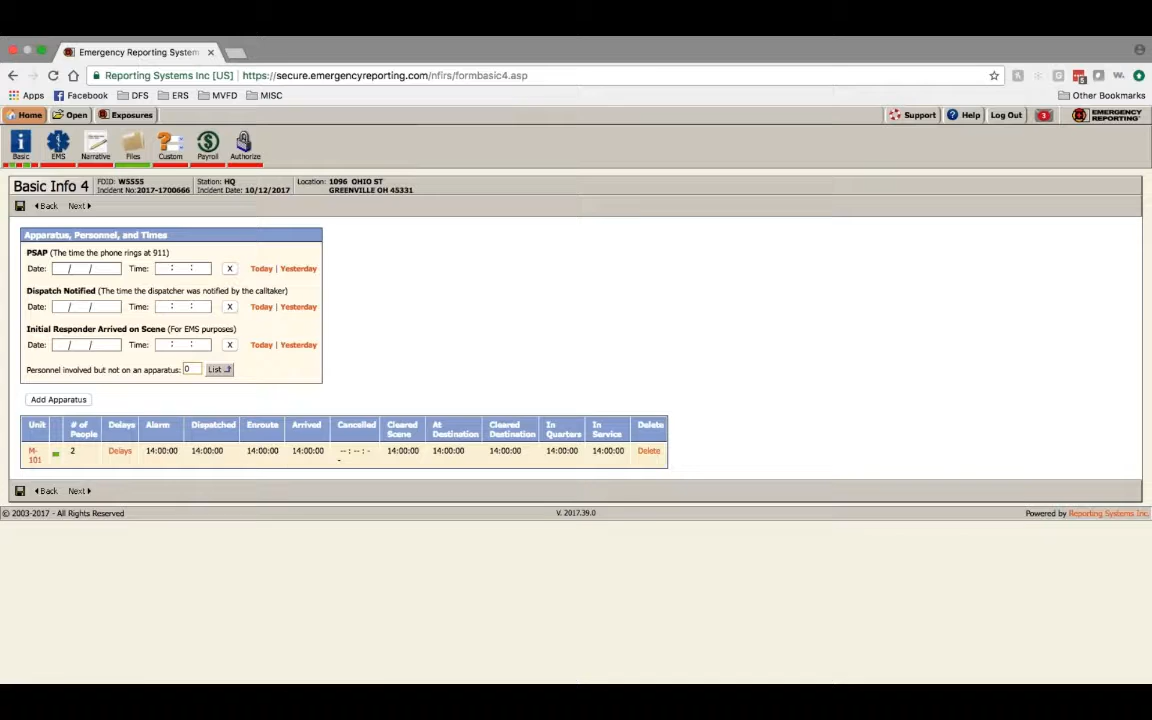 Emergency Reporting System
Reporting Systems Inc [US] https://secure.emergencyreporting.com/nfirs/formbasic4.asp
Apps Facebook DFS ERS MVFD MISC Other Bookmarks
Home Open Exposures Support Help Log Out 3 EMERGENCY REPORTING
Basic EMS Narrative Files Custom Payroll Authorize
Basic Info 4 FDID: WS555 Station: HQ Location: 1096 OHIO ST
Incident No:2017-1700666 Incident Date: 10/12/2017 GREENVILLE OH 45331
Back Next
Apparatus, Personnel, and Times
PSAP (The time the phone rings at 911)
Date: / / Time: : : X Today | Yesterday
Dispatch Notified (The time the dispatcher was notified by the calltaker)
Date: / / Time: : : X Today | Yesterday
Initial Responder Arrived on Scene (For EMS purposes)
Date: / / Time: : : X Today | Yesterday
Personnel involved but not on an apparatus: 0 List
Add Apparatus
Unit # of People Delays Alarm Dispatched Enroute Arrived Cancelled Cleared Scene At Destination Cleared Destination In Quarters In Service Delete
M-101 2 Delays 14:00:00 14:00:00 14:00:00 14:00:00 -- : -- : -- 14:00:00 14:00:00 14:00:00 14:00:00 14:00:00 Delete
Back Next
© 2003-2017 - All Rights Reserved V. 2017.39.0 Powered by Reporting Systems Inc.